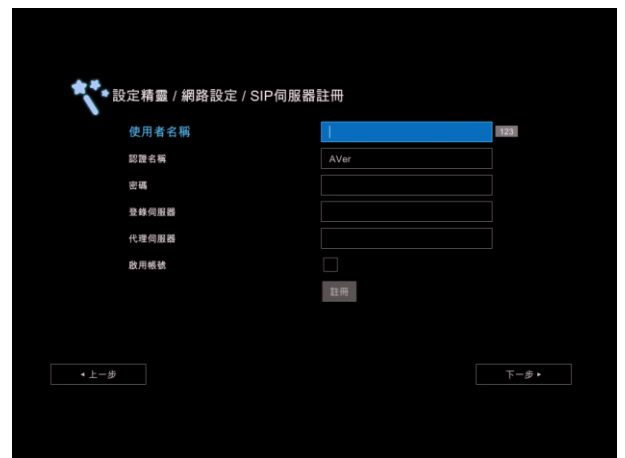 設定精靈 / 網路設定 / SIP伺服器註冊
使用者名稱
123
認證名稱 AVer
密碼
登錄伺服器
代理伺服器
啟用帳號
註冊
◂ 上一步 下一步 ▸